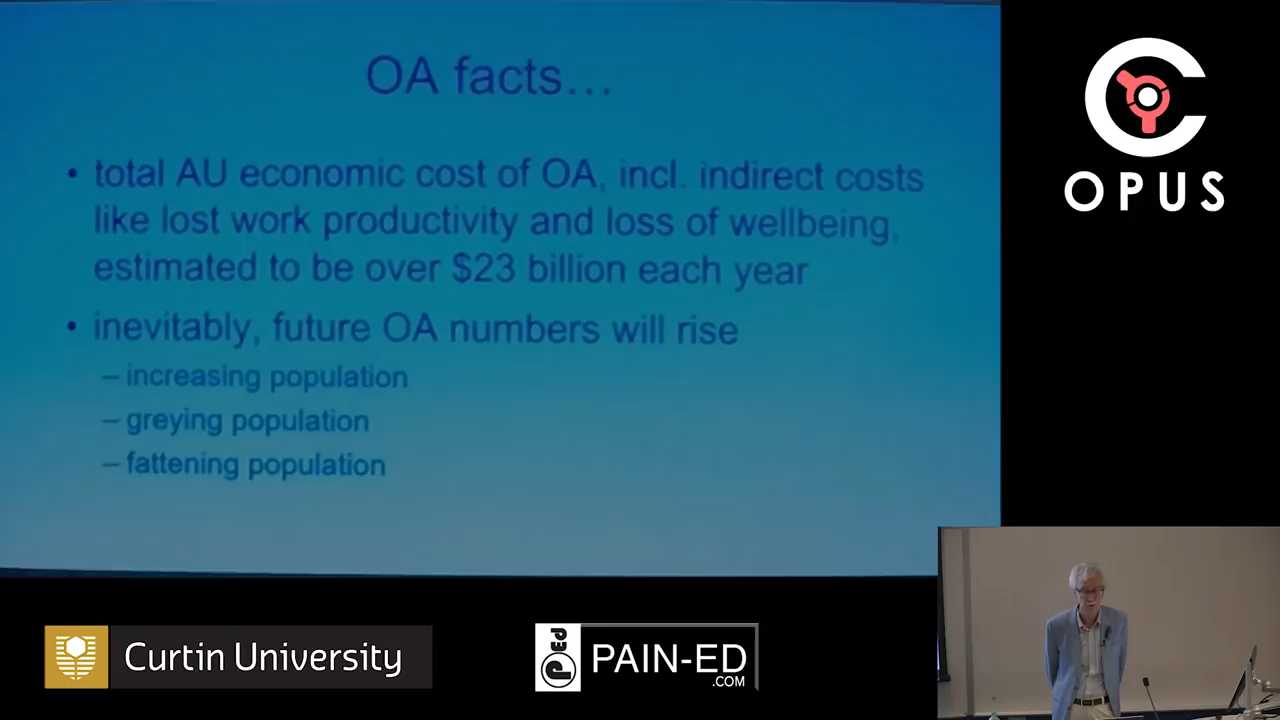 OA facts…
• total AU economic cost of OA, incl. indirect costs
like lost work productivity and loss of wellbeing,
estimated to be over $23 billion each year
• inevitably, future OA numbers will rise
– increasing population
– greying population
– fattening population
OPUS
Curtin University
PAIN-ED
.COM